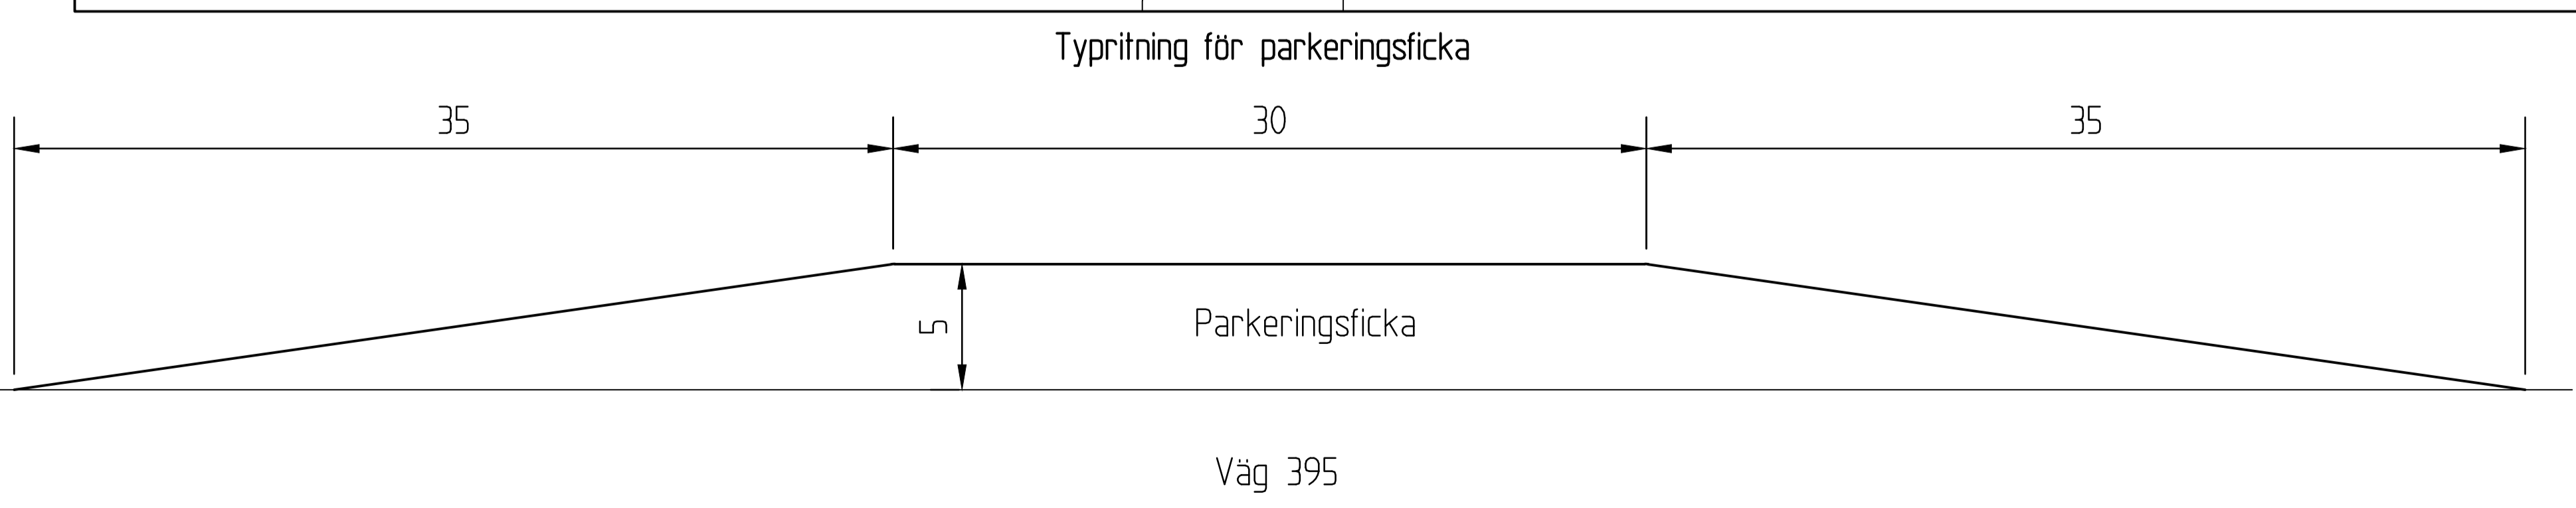 Typritning för parkeringsficka
35 30 35
5
Parkeringsficka
Väg 395